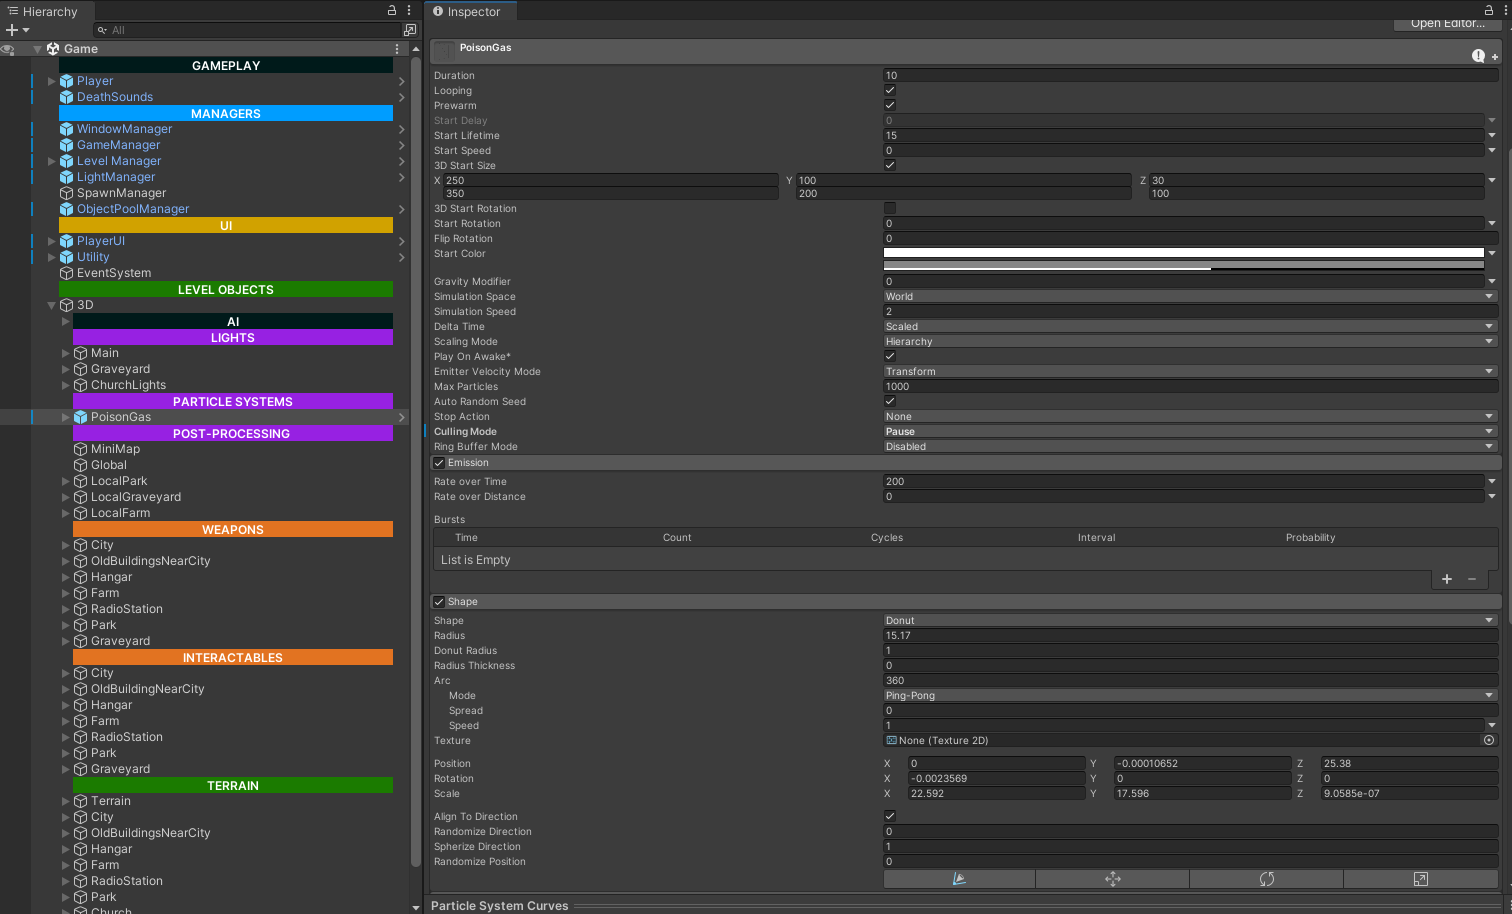 Hierarchy
All
Game
GAMEPLAY
Player
DeathSounds
MANAGERS
WindowManager
GameManager
Level Manager
LightManager
SpawnManager
ObjectPoolManager
UI
PlayerUI
Utility
EventSystem
LEVEL OBJECTS
3D
AI
LIGHTS
Main
Graveyard
ChurchLights
PARTICLE SYSTEMS
PoisonGas
POST-PROCESSING
MiniMap
Global
LocalPark
LocalGraveyard
LocalFarm
WEAPONS
City
OldBuildingsNearCity
Hangar
Farm
RadioStation
Park
Graveyard
INTERACTABLES
City
OldBuildingNearCity
Hangar
Farm
RadioStation
Park
Graveyard
TERRAIN
Terrain
City
OldBuildingsNearCity
Hangar
Farm
RadioStation
Park
Church
Inspector
Open Editor...
PoisonGas
Duration 10
Looping
Prewarm
Start Delay 0
Start Lifetime 15
Start Speed 0
3D Start Size
X 250 Y 100 Z 30
350 200 100
3D Start Rotation
Start Rotation 0
Flip Rotation 0
Start Color
Gravity Modifier 0
Simulation Space World
Simulation Speed 2
Delta Time Scaled
Scaling Mode Hierarchy
Play On Awake*
Emitter Velocity Mode Transform
Max Particles 1000
Auto Random Seed
Stop Action None
Culling Mode Pause
Ring Buffer Mode Disabled
Emission
Rate over Time 200
Rate over Distance 0
Bursts
Time Count Cycles Interval Probability
List is Empty
+ −
Shape
Shape Donut
Radius 15.17
Donut Radius 1
Radius Thickness 0
Arc 360
Mode Ping-Pong
Spread 0
Speed 1
Texture None (Texture 2D)
Position X 0 Y -0.00010652 Z 25.38
Rotation X -0.0023569 Y 0 Z 0
Scale X 22.592 Y 17.596 Z 9.0585e-07
Align To Direction
Randomize Direction 0
Spherize Direction 1
Randomize Position 0
Particle System Curves